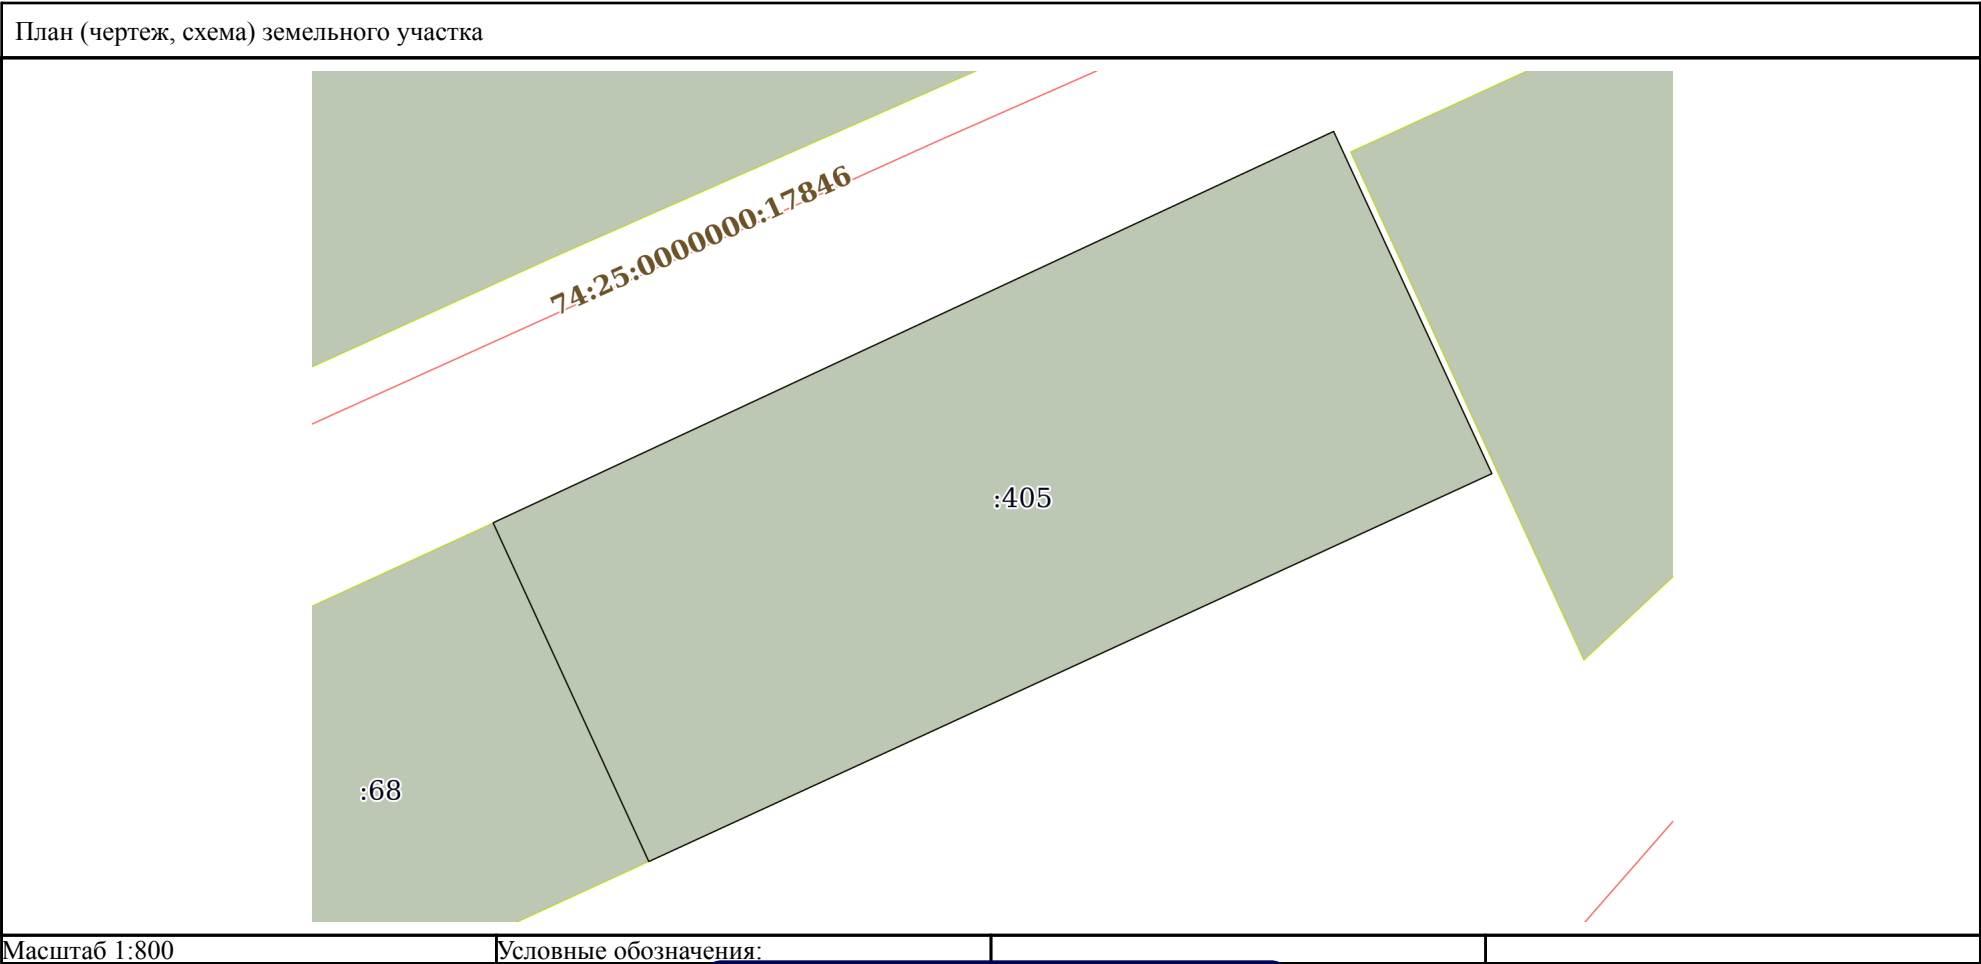 План (чертеж, схема) земельного участка
74:25:0000000:17846
:405
:68
Масштаб 1:800
Условные обозначения: